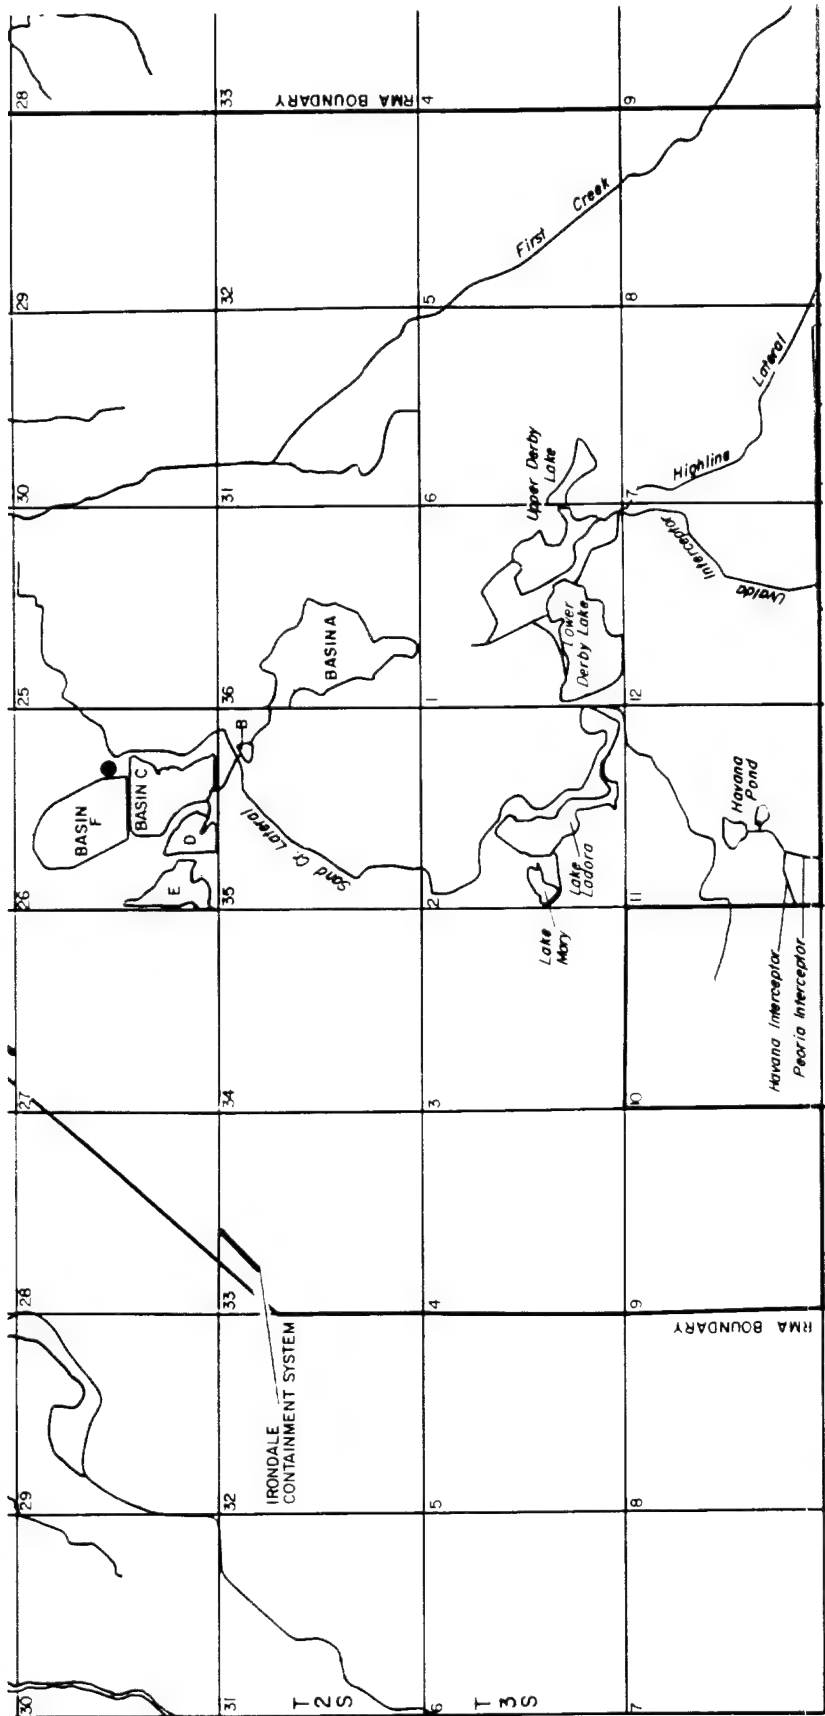 28
33
RMA BOUNDARY
4
9
First Creek
29
32
5
8
Highline Lateral
30
31
6
7
Upper Derby
Lake
Uvalda Interceptor
Lower
Derby Lake
BASIN A
25
36
1
12
B
BASIN
F
BASIN C
D
E
Sand Cr. Lateral
Havana
Pond
Lake
Ladora
Lake
Mary
26
35
2
11
Havana Interceptor
Peoria Interceptor
27
34
3
10
28
33
4
9
RMA BOUNDARY
IRONDALE
CONTAINMENT SYSTEM
29
32
5
8
30
31
T
2
S
6
T
3
S
7